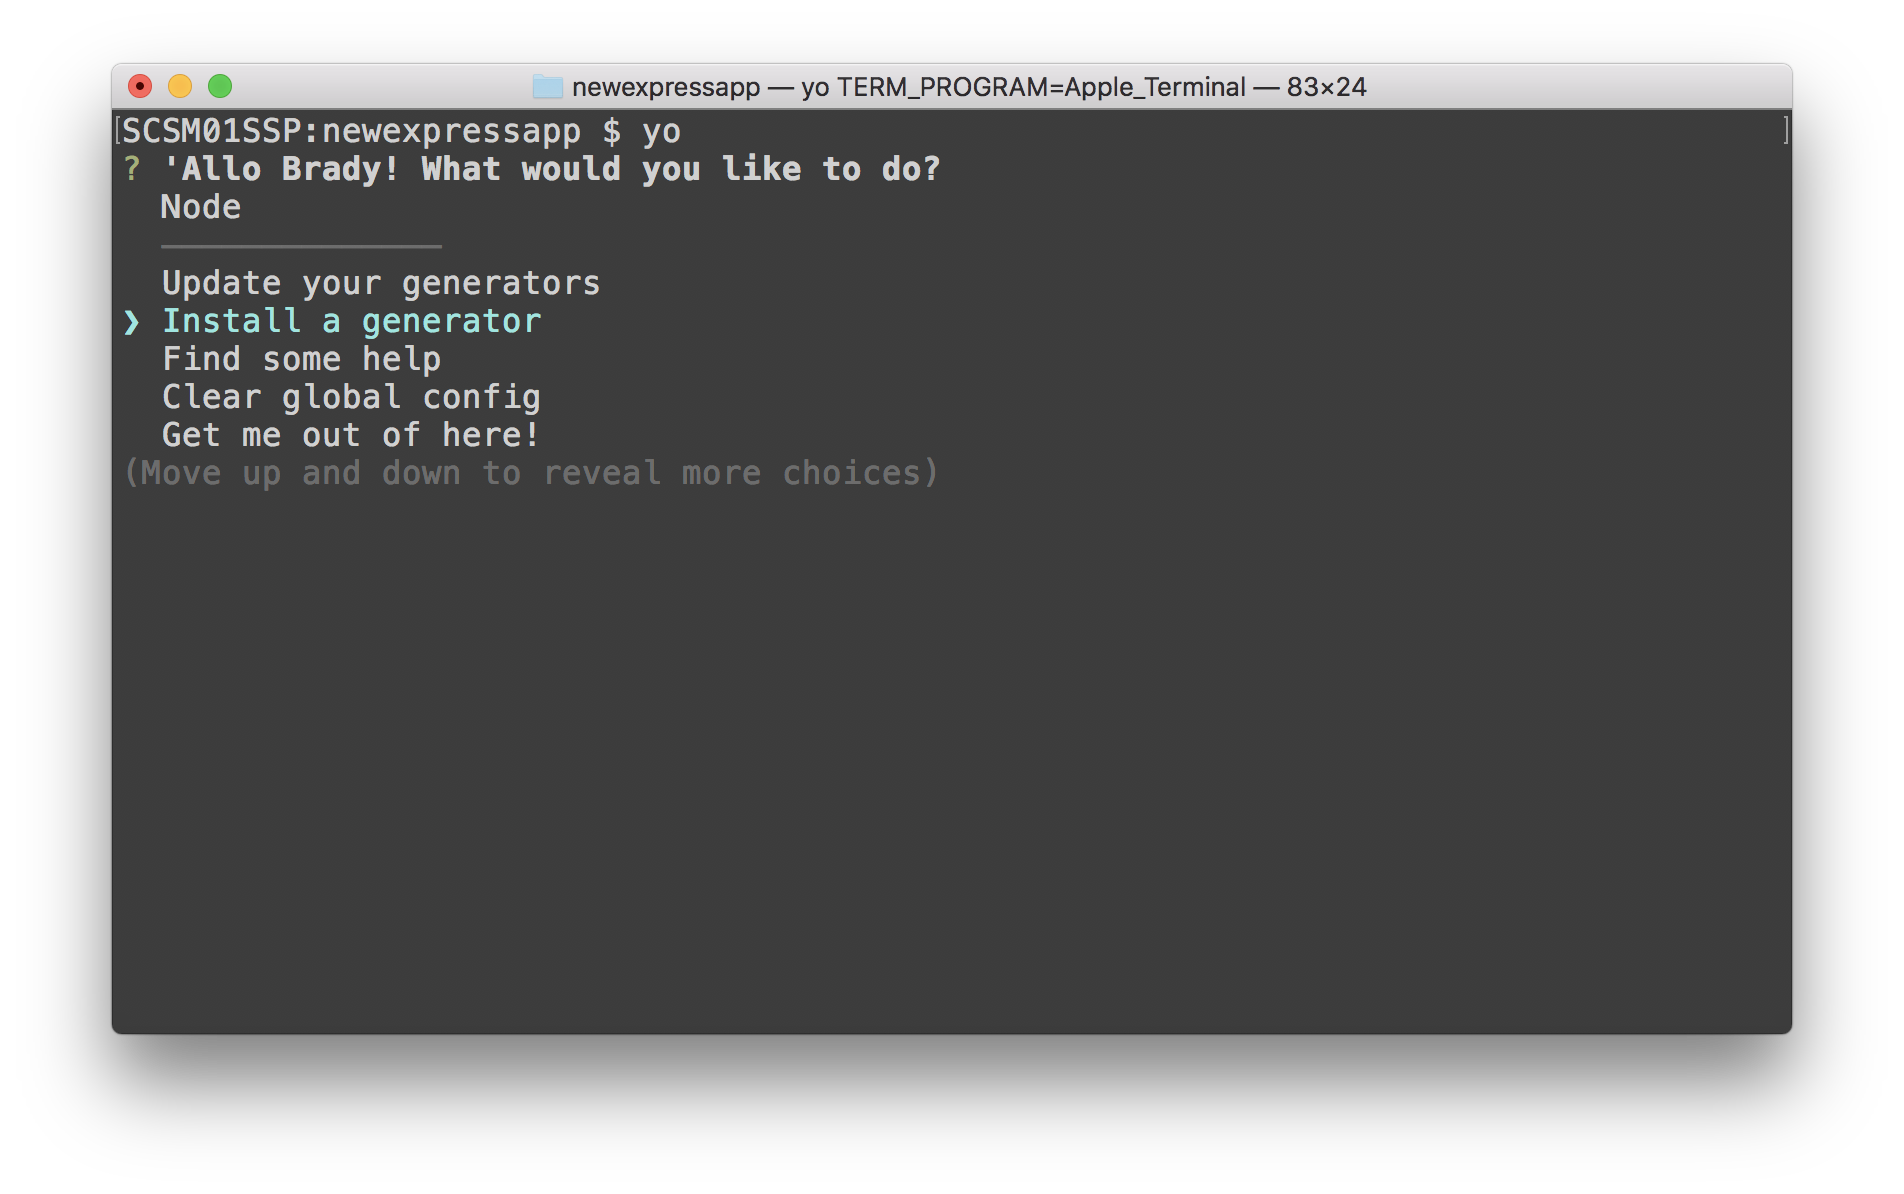 newexpressapp — yo TERM_PROGRAM=Apple_Terminal — 83×24
[SCSM01SSP:newexpressapp $ yo ]
? 'Allo Brady! What would you like to do?
Node
──────────────
Update your generators
❯ Install a generator
Find some help
Clear global config
Get me out of here!
(Move up and down to reveal more choices)